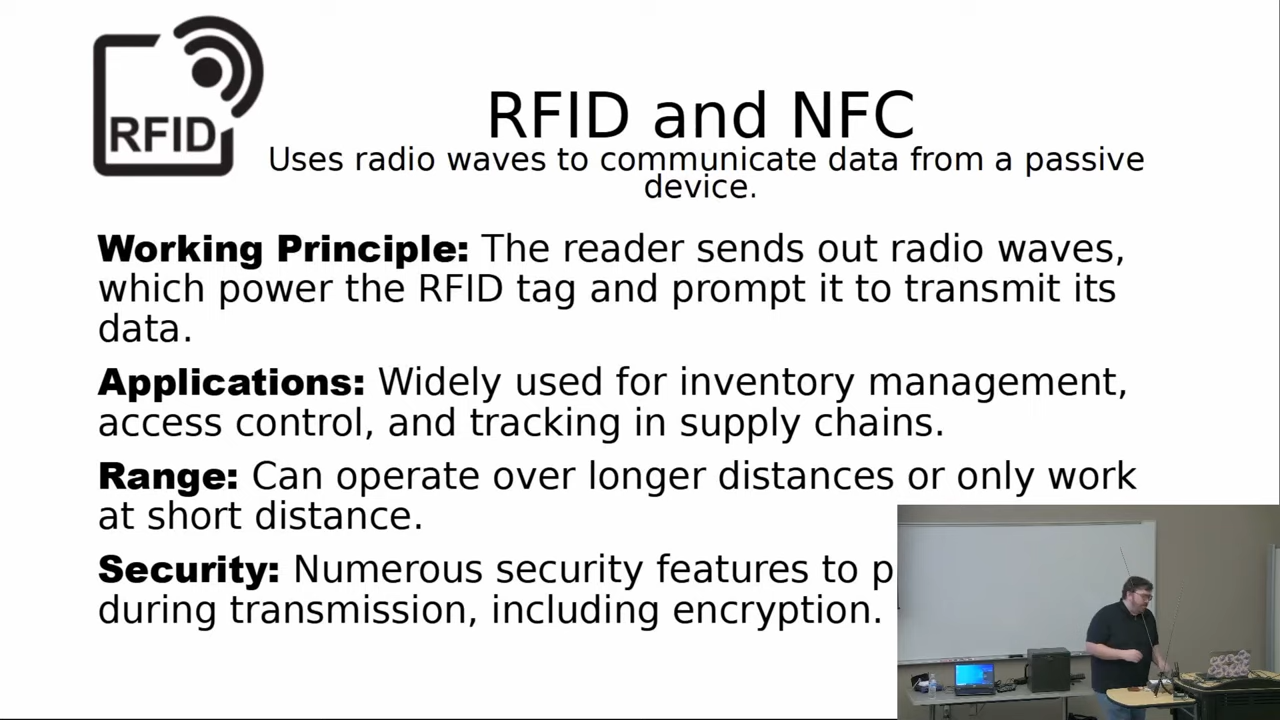 RFID
RFID and NFC
Uses radio waves to communicate data from a passive
device.
Working Principle: The reader sends out radio waves,
which power the RFID tag and prompt it to transmit its
data.
Applications: Widely used for inventory management,
access control, and tracking in supply chains.
Range: Can operate over longer distances or only work
at short distance.
Security: Numerous security features to
during transmission, including encryption.